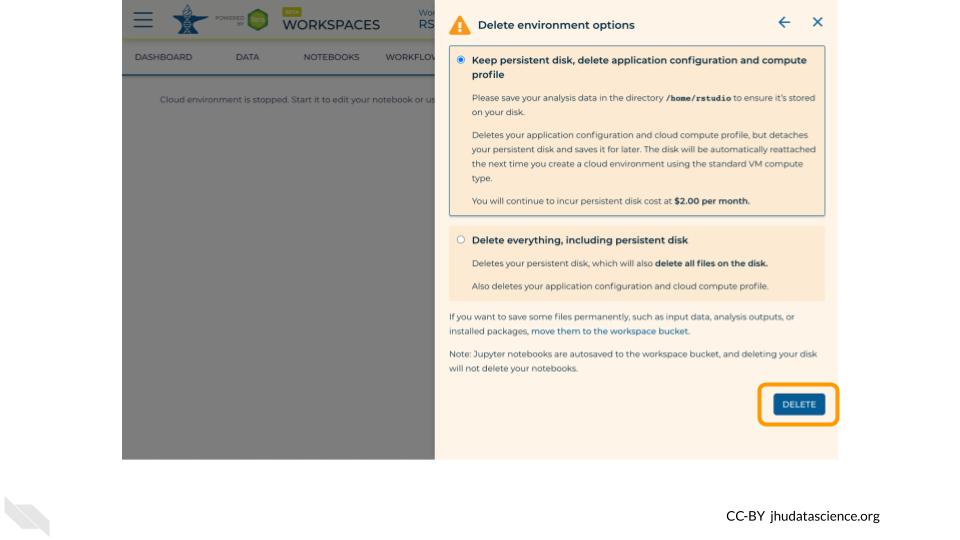 POWERED BY
terra
BETA
WORKSPACES
DASHBOARD DATA NOTEBOOKS
Cloud environment is stopped. Start it to edit your notebook or
Delete environment options
Keep persistent disk, delete application configuration and compute
profile
Please save your analysis data in the directory /home/rstudio to ensure it's stored
on your disk.
Deletes your application configuration and cloud compute profile, but detaches
your persistent disk and saves it for later. The disk will be automatically reattached
the next time you create a cloud environment using the standard VM compute
type.
You will continue to incur persistent disk cost at $2.00 per month.
Delete everything, including persistent disk
Deletes your persistent disk, which will also delete all files on the disk.
Also deletes your application configuration and cloud compute profile.
If you want to save some files permanently, such as input data, analysis outputs, or
installed packages, move them to the workspace bucket.
Note: Jupyter notebooks are autosaved to the workspace bucket, and deleting your disk
will not delete your notebooks.
DELETE
CC-BY jhudatascience.org